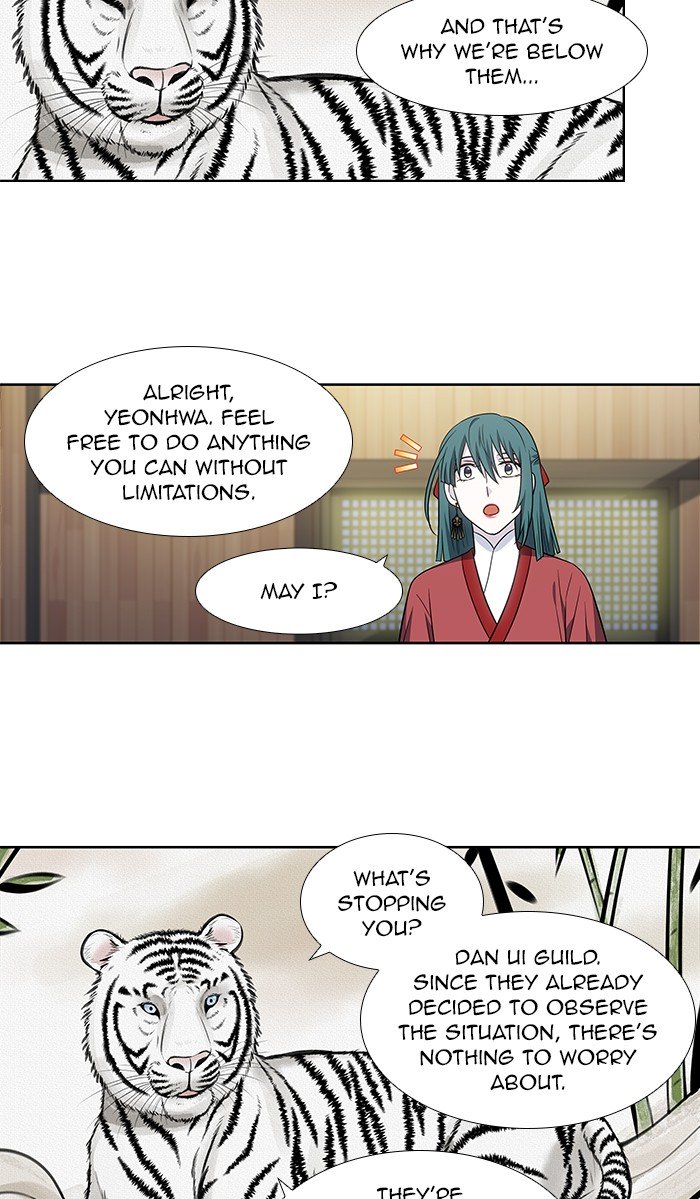 AND THAT'S
WHY WE'RE BELOW
THEM...
ALRIGHT,
YEONHWA. FEEL
FREE TO DO ANYTHING
YOU CAN WITHOUT
LIMITATIONS.
MAY I?
WHAT'S
STOPPING
YOU?
DAN UI GUILD.
SINCE THEY ALREADY
DECIDED TO OBSERVE
THE SITUATION, THERE'S
NOTHING TO WORRY
ABOUT.
THEY'RE